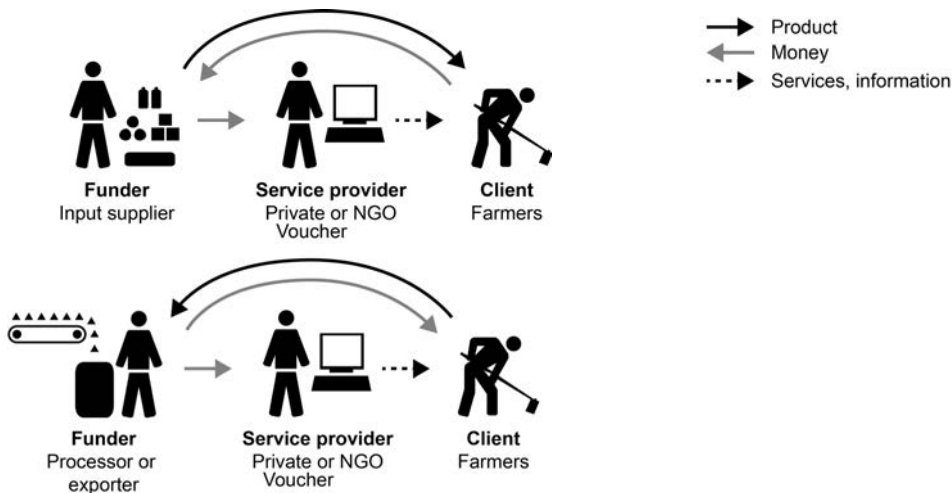 Product
Money
Services, information
Funder
Input supplier
Service provider
Private or NGO
Voucher
Client
Farmers
Funder
Processor or
exporter
Service provider
Private or NGO
Voucher
Client
Farmers